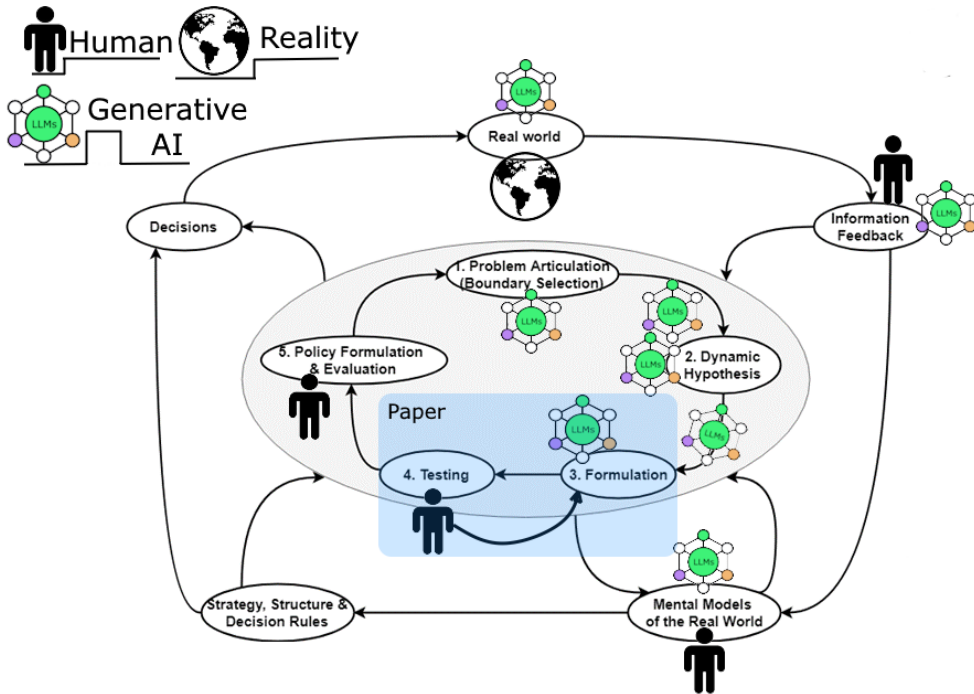 Human
Reality
LLMs
Generative
AI
LLMs
Real world
Decisions
Information
Feedback
LLMs
1. Problem Articulation
(Boundary Selection)
LLMs
LLMs
5. Policy Formulation
& Evaluation
LLMs
2. Dynamic
Hypothesis
Paper
LLMs
LLMs
4. Testing
3. Formulation
LLMs
Strategy, Structure &
Decision Rules
Mental Models
of the Real World